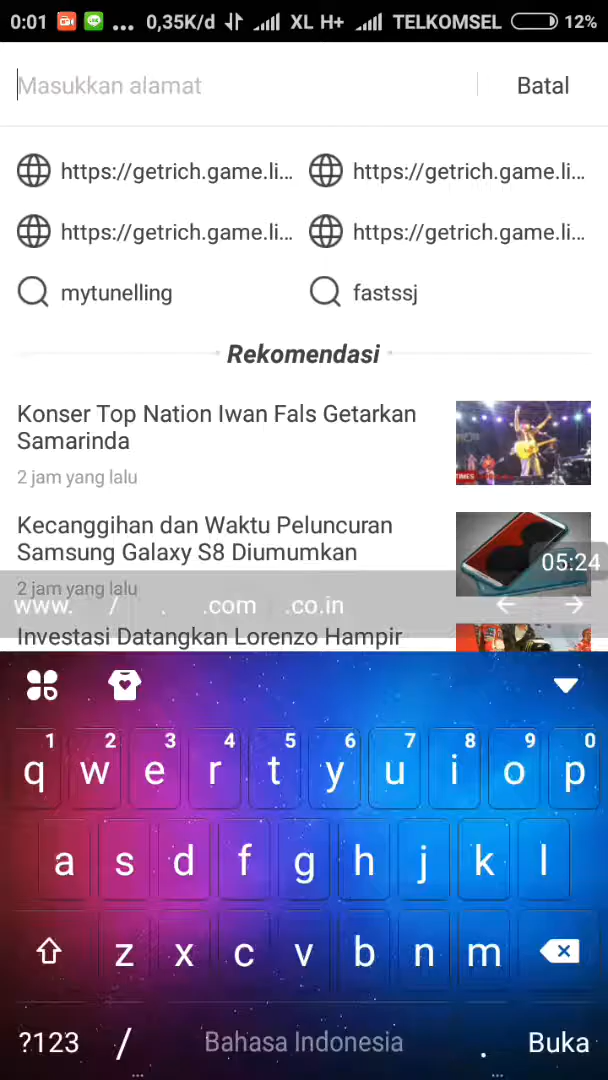 0:01 ... 0,35K/d XL H+ TELKOMSEL 12%
Masukkan alamat Batal
https://getrich.game.li... https://getrich.game.li...
https://getrich.game.li... https://getrich.game.li...
mytunelling fastssj
Rekomendasi
Konser Top Nation Iwan Fals Getarkan
Samarinda
2 jam yang lalu
TIMES
Kecanggihan dan Waktu Peluncuran
Samsung Galaxy S8 Diumumkan
05:24
2 jam yang lalu
www. / . .com .co.in
Investasi Datangkan Lorenzo Hampir
1 2 3 4 5 6 7 8 9 0
q w e r t y u i o p
a s d f g h j k l
z x c v b n m
?123 / Bahasa Indonesia . Buka